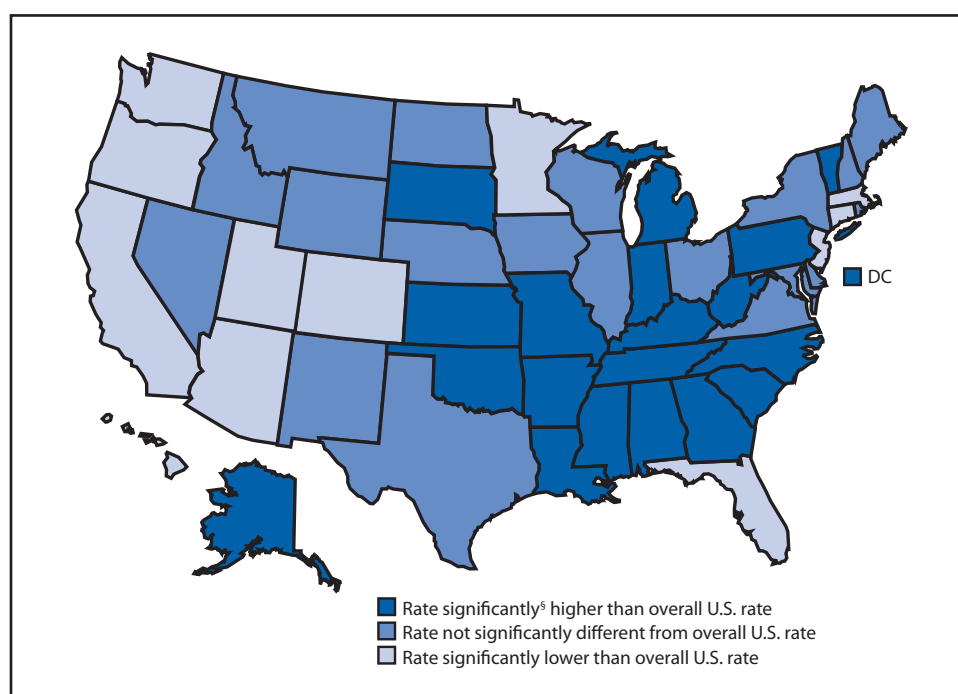 DC
Rate significantly§ higher than overall U.S. rate
Rate not significantly different from overall U.S. rate
Rate significantly lower than overall U.S. rate